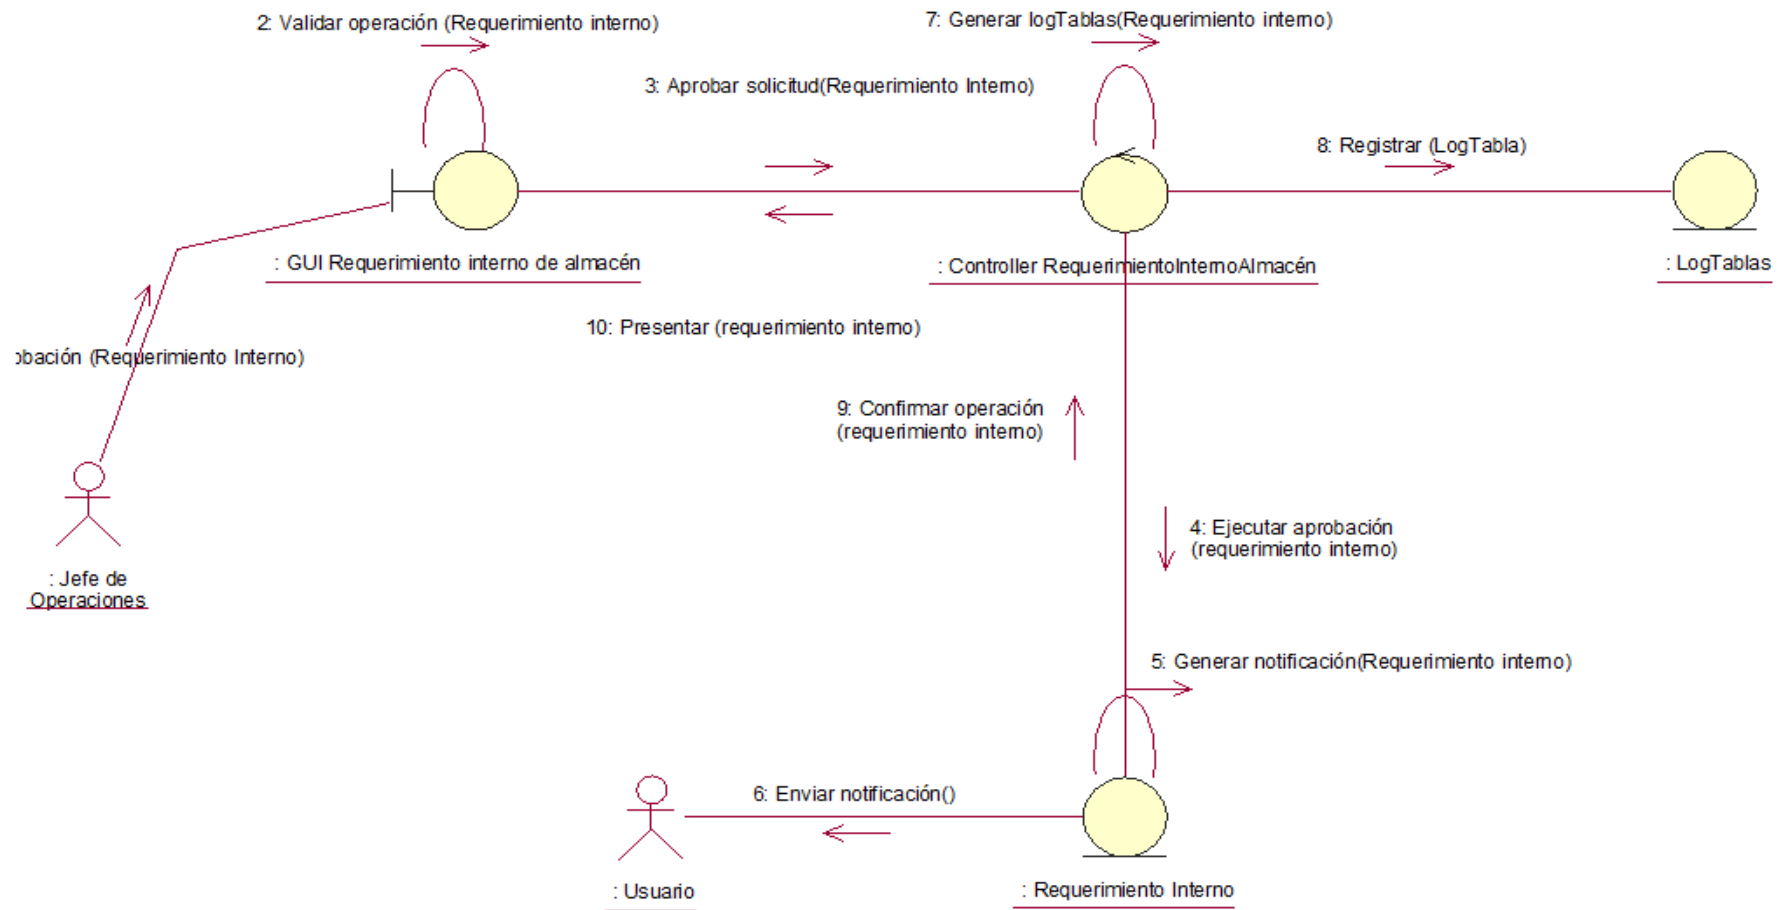 2: Validar operación (Requerimiento interno)
7: Generar logTablas(Requerimiento interno)
3: Aprobar solicitud(Requerimiento Interno)
8: Registrar (LogTabla)
: GUI Requerimiento interno de almacén
: Controller RequerimientoInternoAlmacén
: LogTablas
10: Presentar (requerimiento interno)
obación (Requerimiento Interno)
9: Confirmar operación
(requerimiento interno)
4: Ejecutar aprobación
(requerimiento interno)
: Jefe de
Operaciones
5: Generar notificación(Requerimiento interno)
6: Enviar notificación()
: Usuario
: Requerimiento Interno